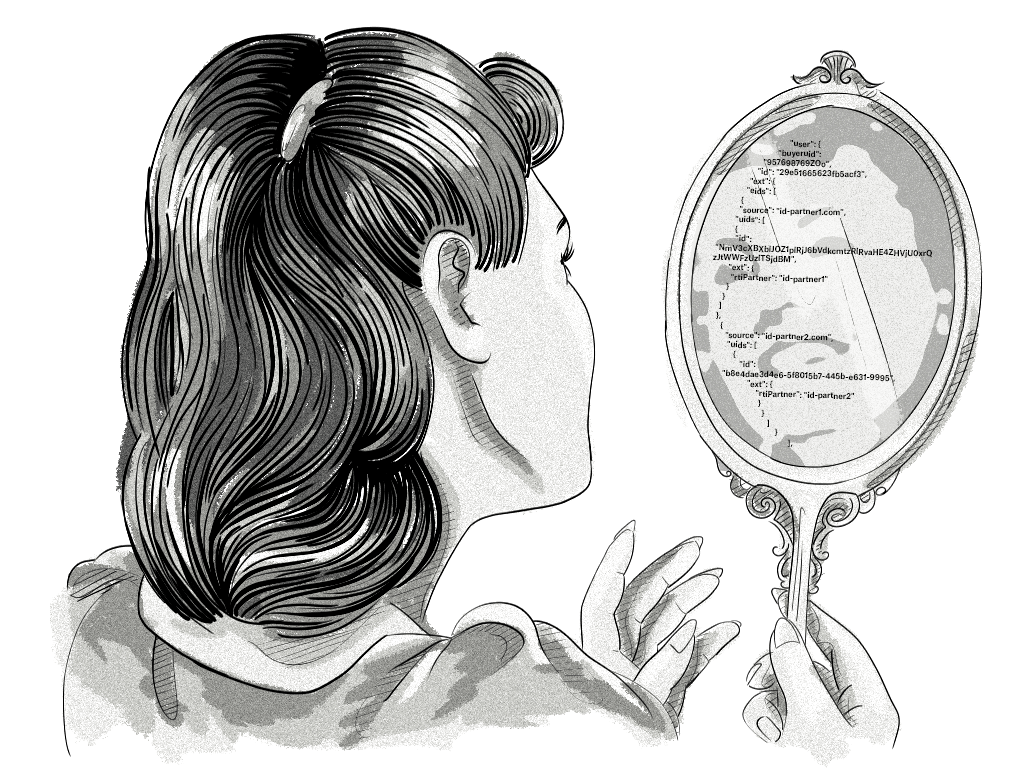 "user": {
"buyeruid":
"957698769ZOo",
"id": "29e51665623fb5acf3",
"ext": {
"eids": [
{
"source": "id-partner1.com",
"uids": [
{
"id":
"NmV3cXBXbIJOZ1plRjJ6bVdkcmtzRlRvaHE4ZHVjU0xrQ
zJtWWFzUzlTSjdBM",
"ext": {
"rtiPartner": "id-partner1"
}
}
]
},
{
"source": "id-partner2.com",
"uids": [
{
"id":
"b8e4dae3d4e6-5f8015b7-445b-e631-9995",
"ext": {
"rtiPartner": "id-partner2"
}
}
]
}
],